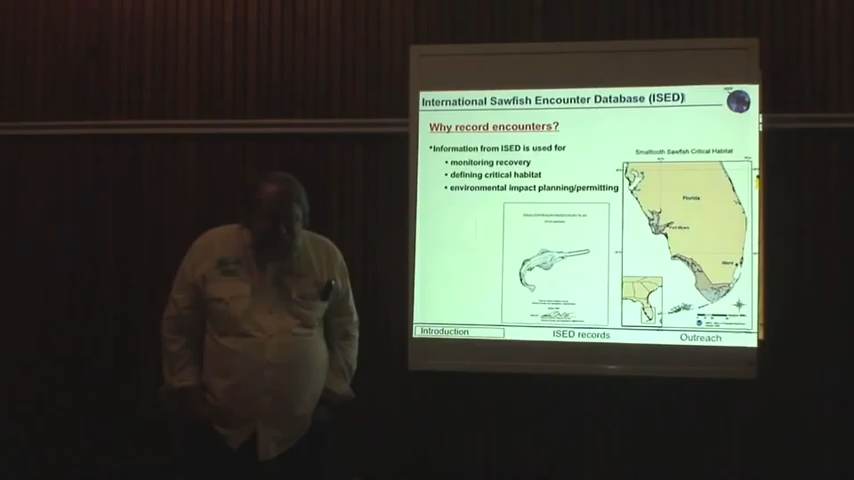 International Sawfish Encounter Database (ISED)
Why record encounters?
*Information from ISED is used for
• monitoring recovery
• defining critical habitat
• environmental impact planning/permitting
Smalltooth Sawfish Critical Habitat
Florida
Fort Myers
Miami
Introduction
ISED records
Outreach